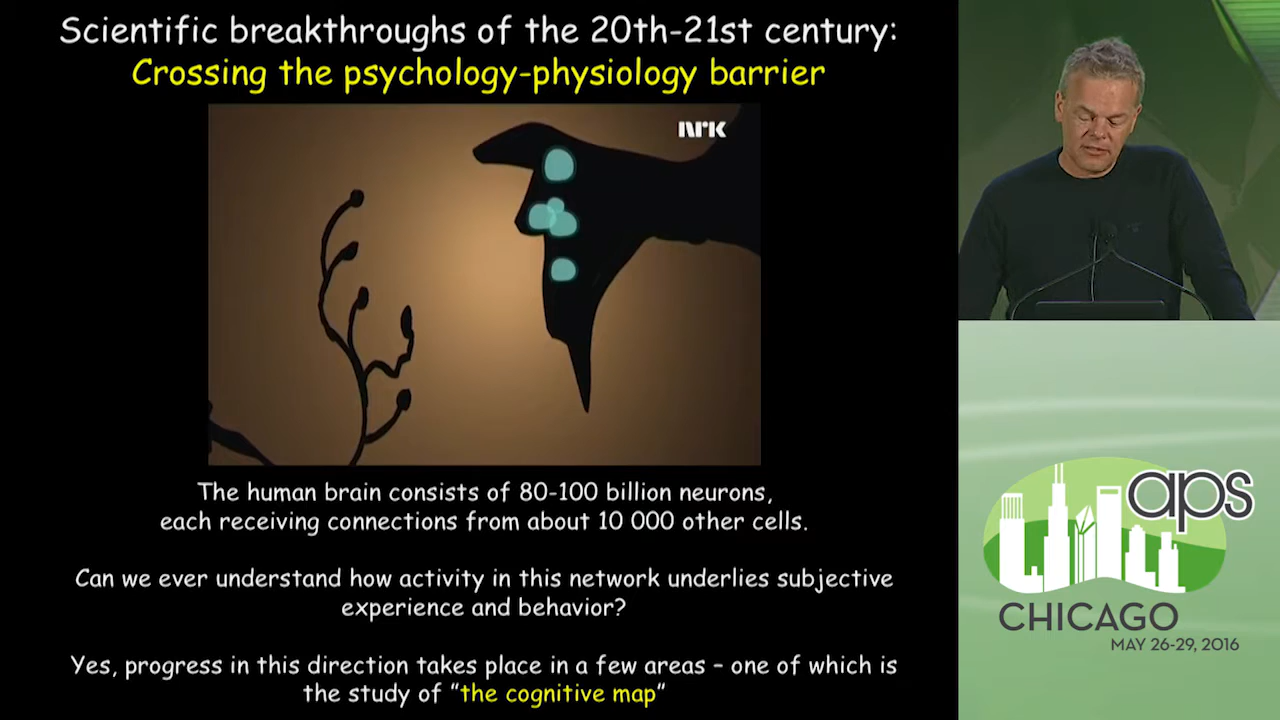 Scientific breakthroughs of the 20th-21st century:
Crossing the psychology-physiology barrier
nrk
The human brain consists of 80-100 billion neurons,
each receiving connections from about 10 000 other cells.
Can we ever understand how activity in this network underlies subjective
experience and behavior?
Yes, progress in this direction takes place in a few areas – one of which is
the study of “the cognitive map”
aps
CHICAGO
MAY 26-29, 2016